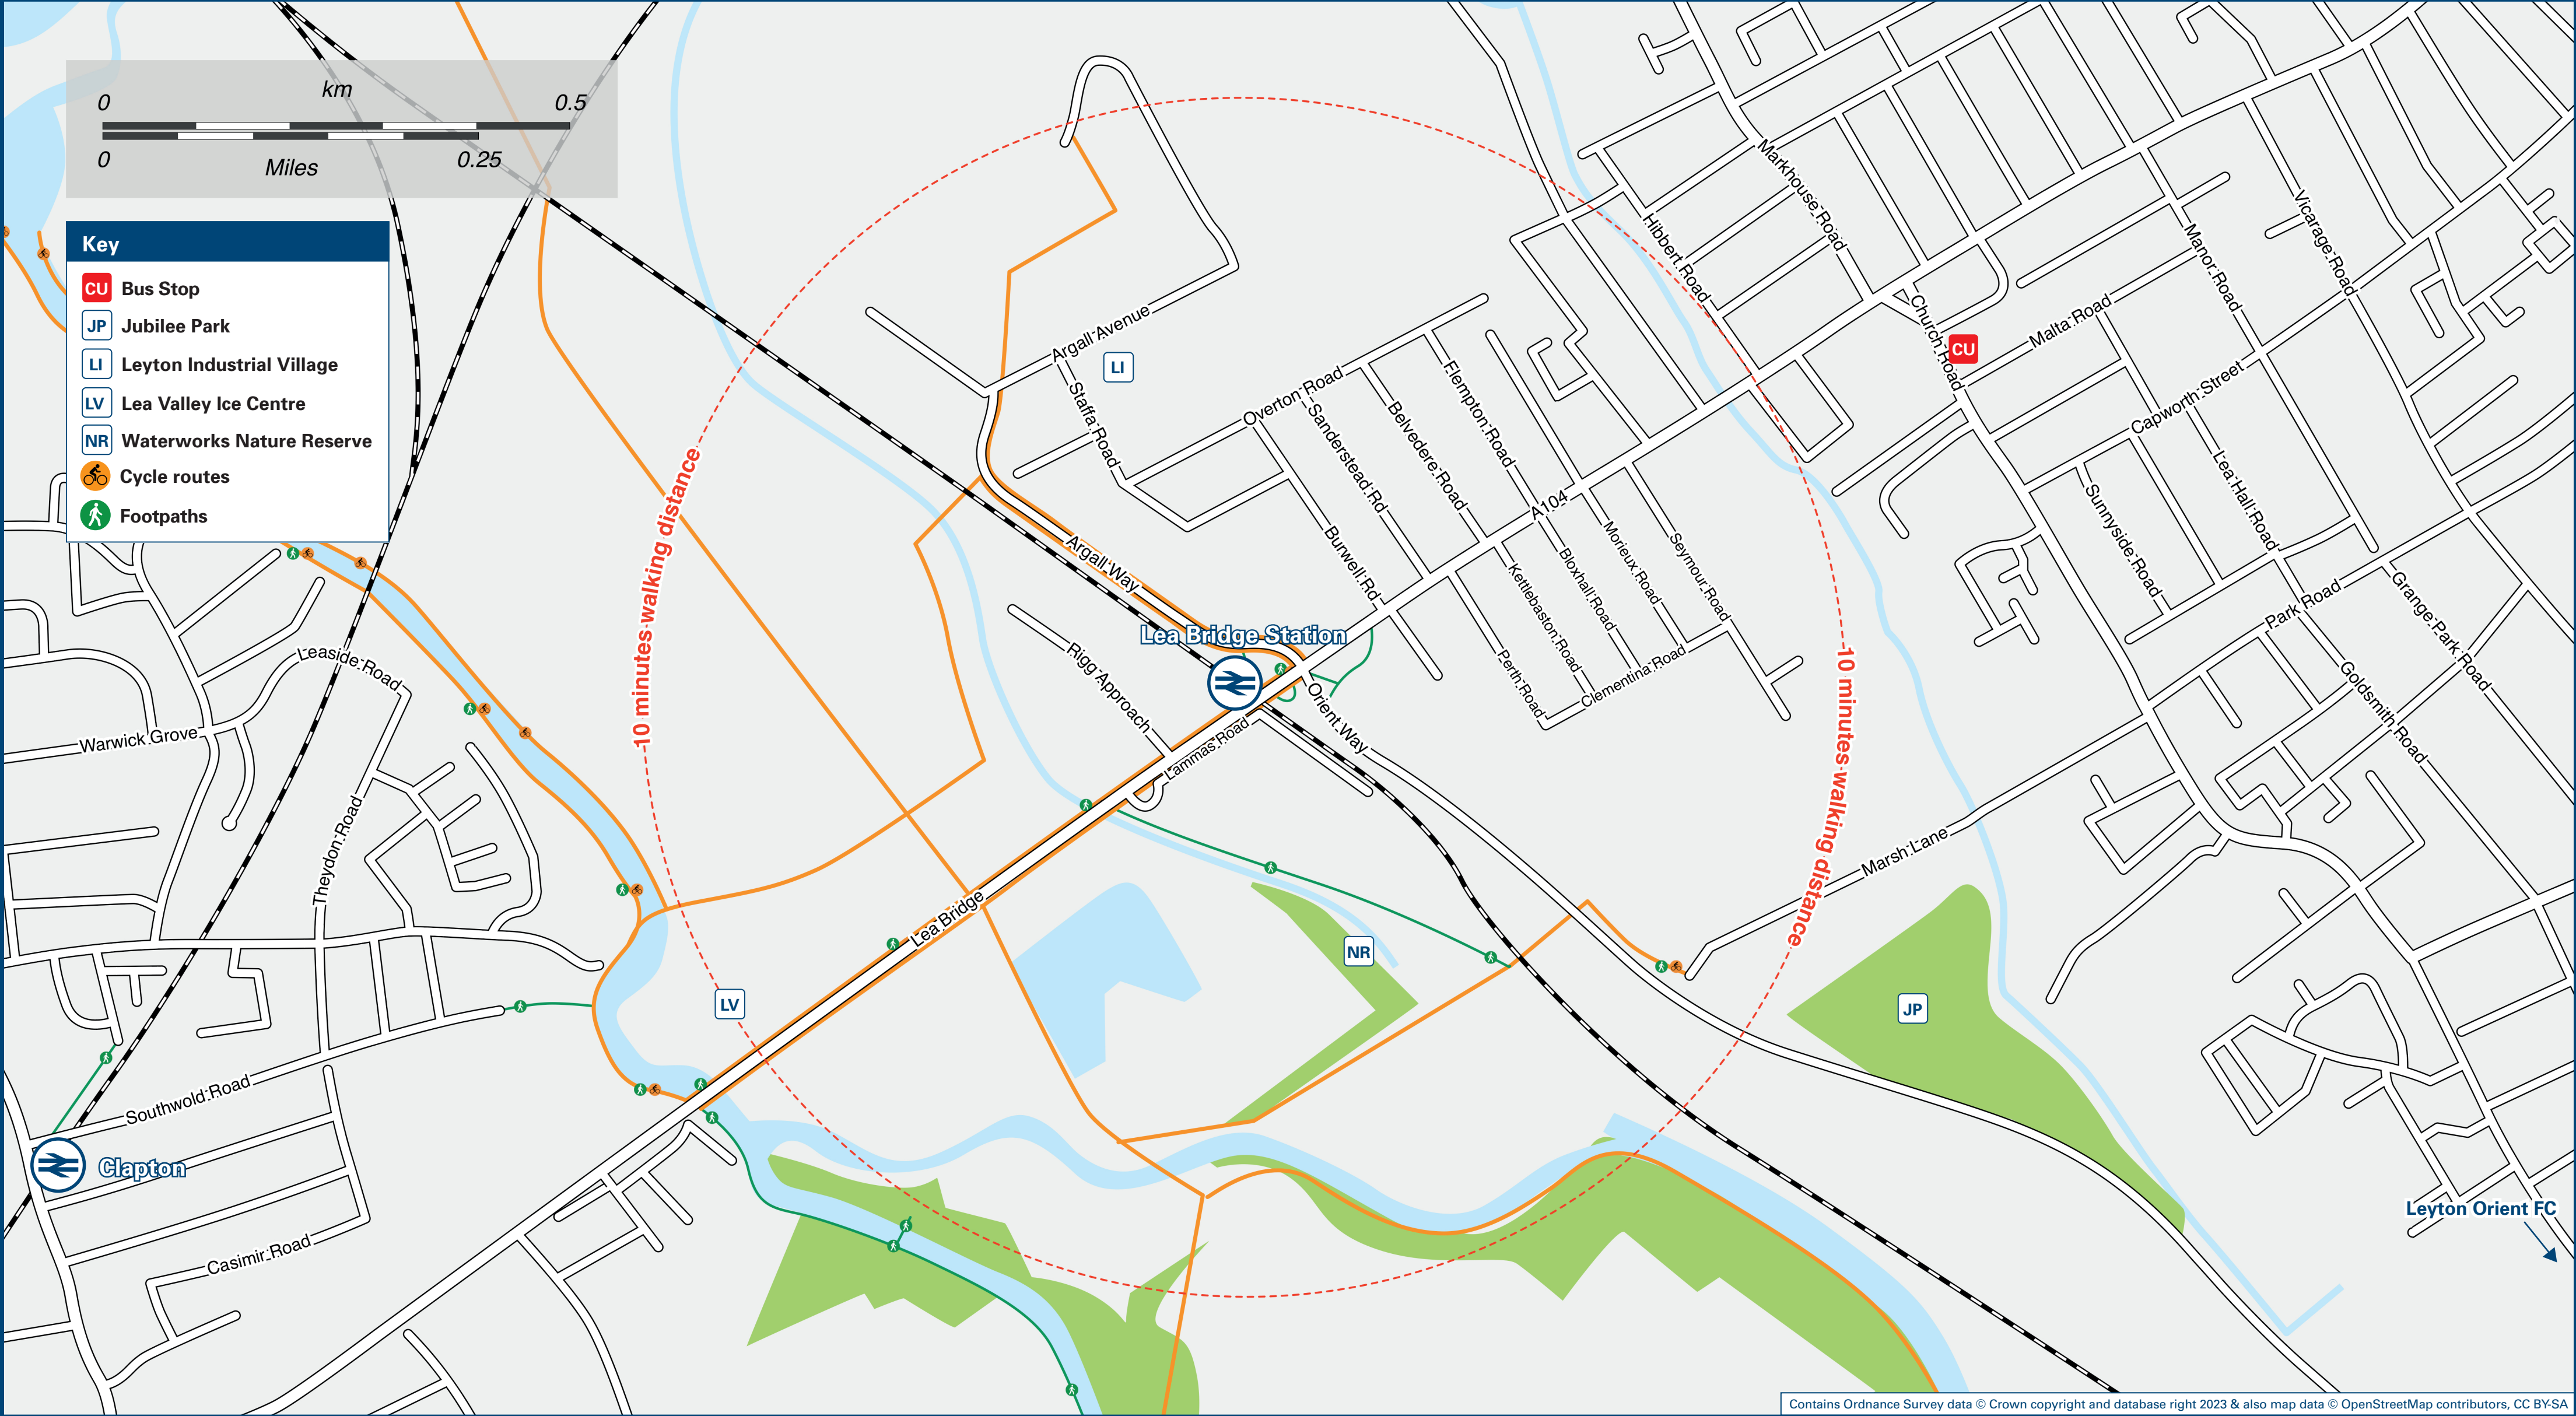 km
0 0.5
0 0.25
Miles
Key
CU Bus Stop
JP Jubilee Park
LI Leyton Industrial Village
LV Lea Valley Ice Centre
NR Waterworks Nature Reserve
Cycle routes
Footpaths
Markhouse Road
Hibbert Road
Vicarage Road
Manor Road
Church Road
CU
Malta Road
Argall Avenue
LI
Staffa Road
Overton Road
Flempton Road
Belvedere Road
Sanderstead Rd
Capworth Street
Lea Hall Road
Sunnyside Road
10 minutes walking distance
A104
Burwell Rd
Argall Way
Morieux Road
Seymour Road
Bloxhall Road
Kettlebaston Road
Perth Road
Clementina Road
Park Road
Grange Park Road
Goldsmith Road
Lea Bridge Station
Rigg Approach
Orient Way
Lammas Road
Leaside Road
Warwick Grove
Theydon Road
10 minutes walking distance
Marsh Lane
Lea Bridge
NR
LV
JP
Southwold Road
Clapton
Casimir Road
Leyton Orient FC
Contains Ordnance Survey data © Crown copyright and database right 2023 & also map data © OpenStreetMap contributors, CC BY-SA